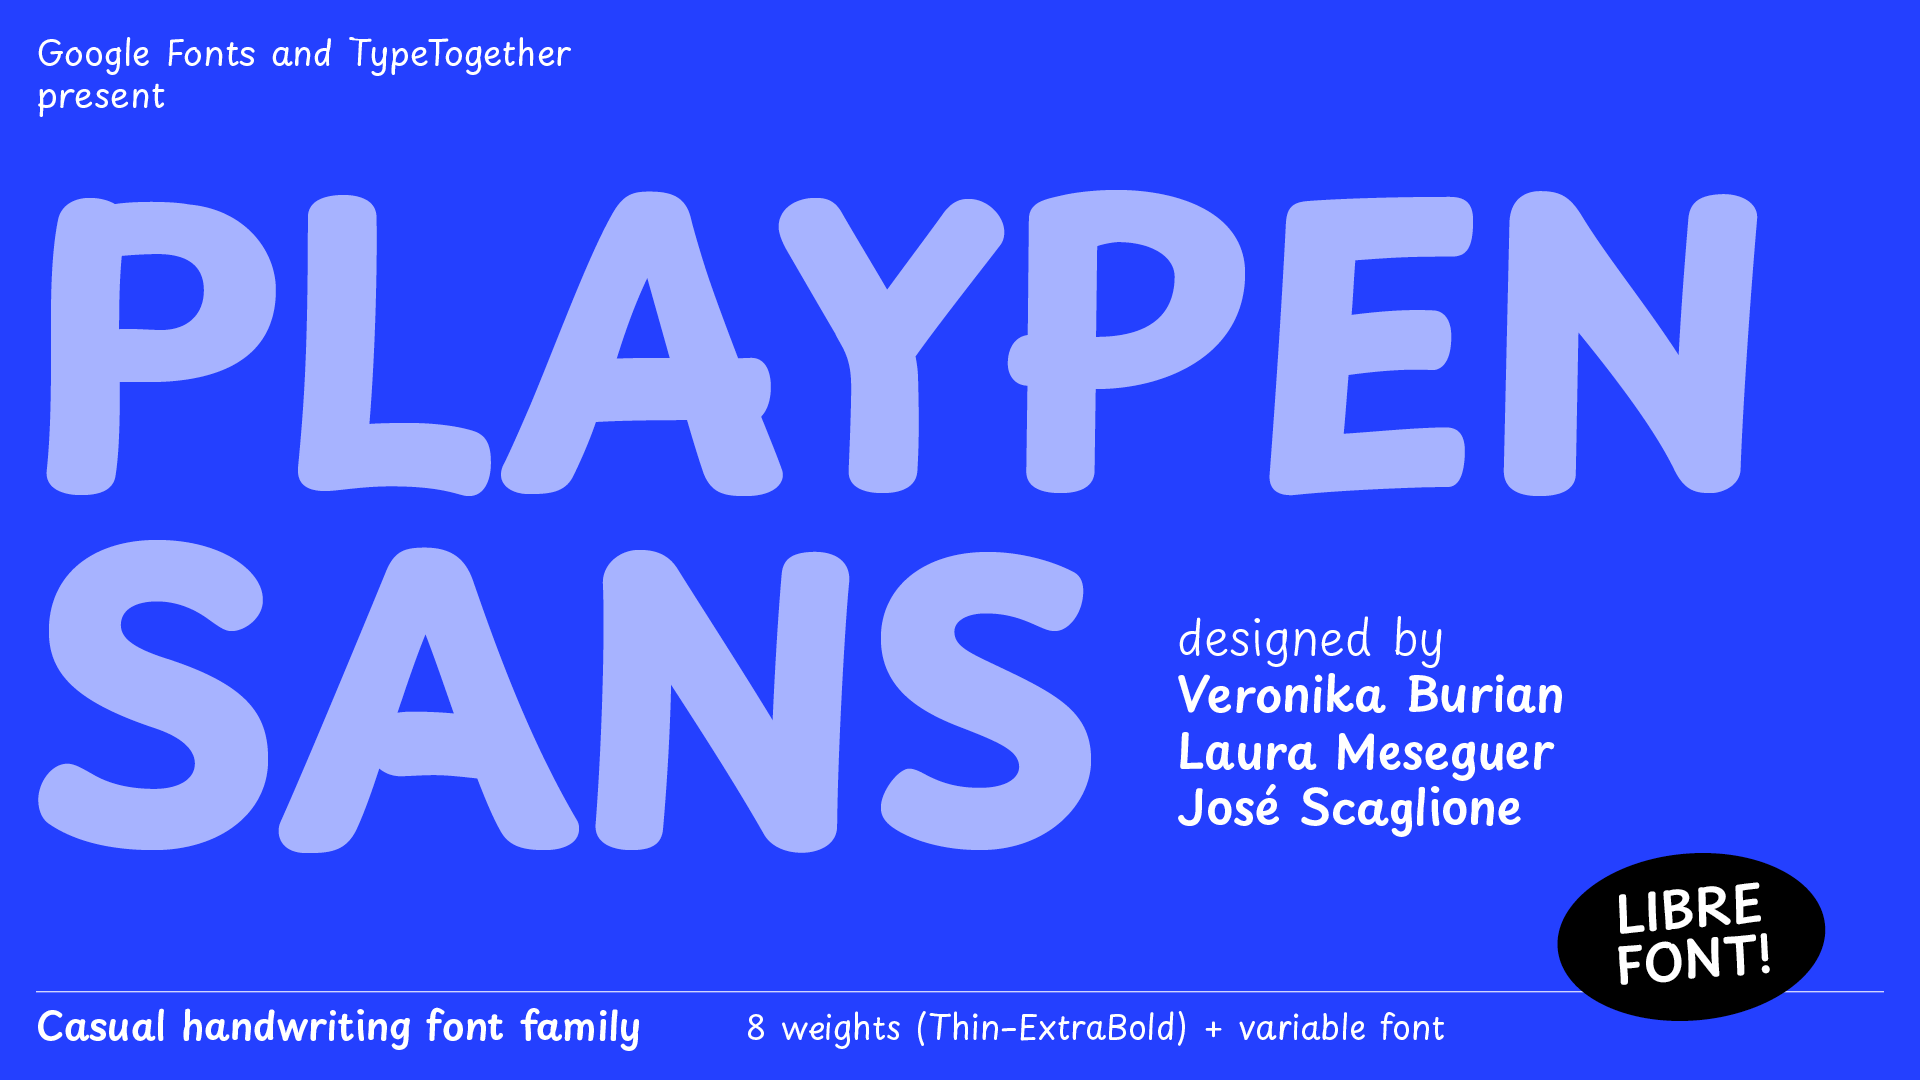 Google Fonts and TypeTogether
present
PLAYPEN
SANS
designed by
Veronika Burian
Laura Meseguer
José Scaglione
LIBRE
FONT!
Casual handwriting font family
8 weights (Thin-ExtraBold) + variable font